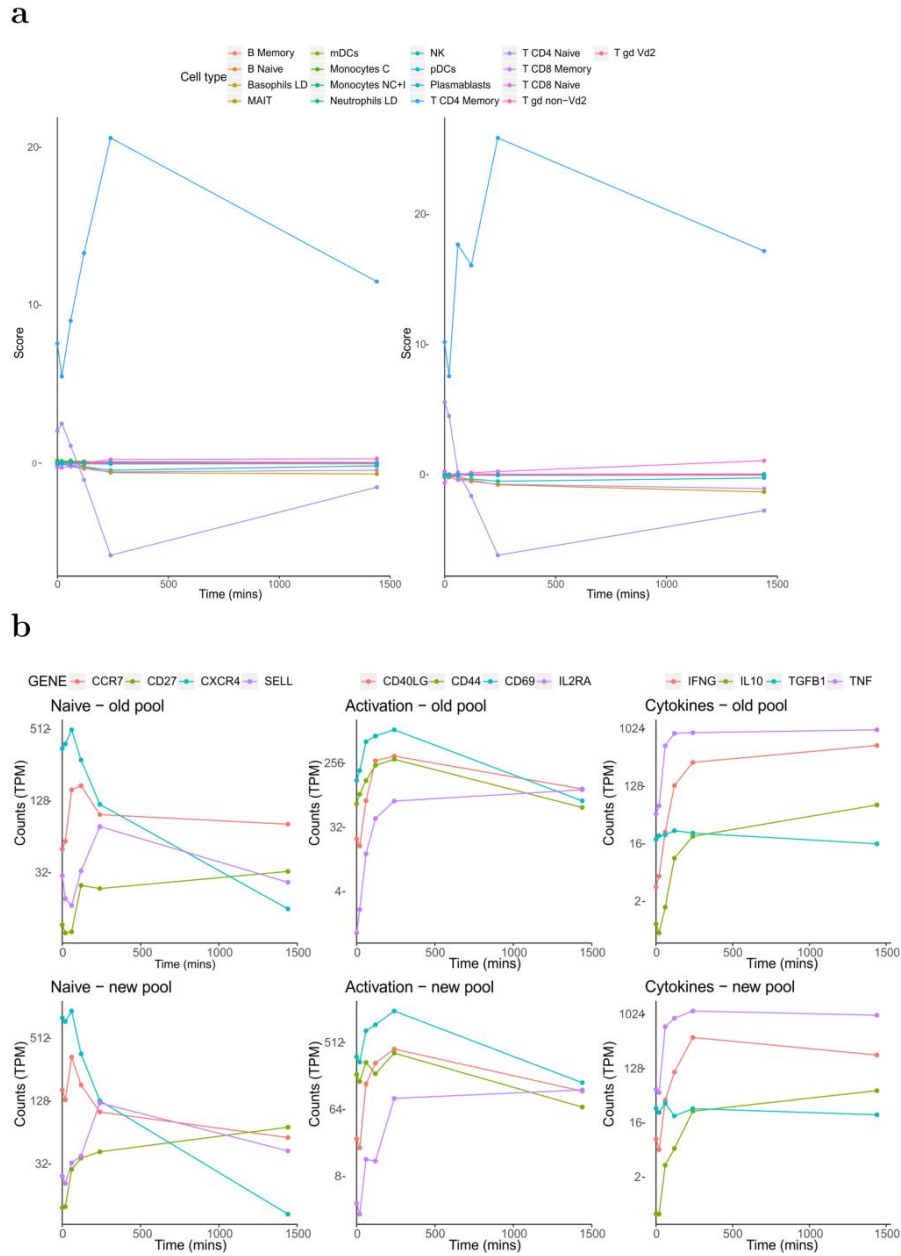 a
B Memory mDCs NK T CD4 Naive T gd Vd2
Cell type B Naive Monocytes C pDCs T CD8 Memory
Basophils LD Monocytes NC+I Plasmablasts T CD8 Naive
MAIT Neutrophils LD T CD4 Memory T gd non−Vd2
20-
10-
0-
Score
0 500 1000 1500
Time (mins)
20-
10-
0-
Score
0 500 1000 1500
Time (mins)
b
GENE CCR7 CD27 CXCR4 SELL
Naive − old pool
512-
128-
32-
Counts (TPM)
0 500 1000 1500
Time (mins)
CD40LG CD44 CD69 IL2RA
Activation − old pool
256-
32-
4-
Counts (TPM)
0 500 1000 1500
Time (mins)
IFNG IL10 TGFB1 TNF
Cytokines − old pool
1024-
128-
16-
2-
Counts (TPM)
0 500 1000 1500
Time (mins)
Naive − new pool
512-
128-
32-
Counts (TPM)
0 500 1000 1500
Time (mins)
Activation − new pool
512-
64-
8-
Counts (TPM)
0 500 1000 1500
Time (mins)
Cytokines − new pool
1024-
128-
16-
2-
Counts (TPM)
0 500 1000 1500
Time (mins)